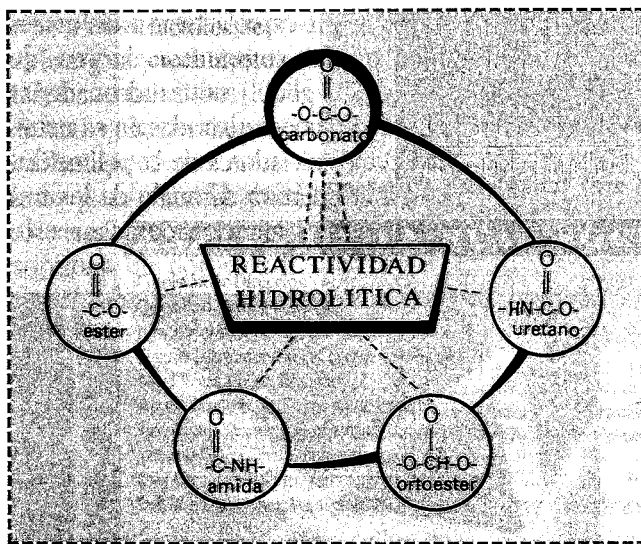 O
||
-O-C-O-
carbonato
REACTIVIDAD
HIDROLITICA
O
||
-C-O-
ester
O
||
-HN-C-O-
uretano
O
||
-C-NH-
amida
O
|
-O-CH-O-
ortoester